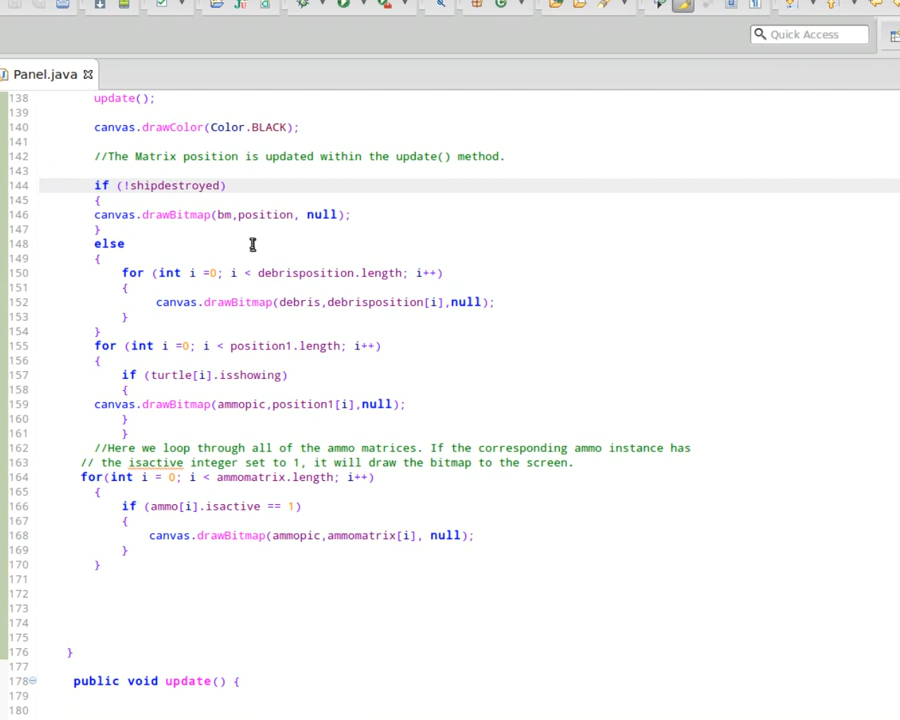 Quick Access
Panel.java
138 update();
139
140 canvas.drawColor(Color.BLACK);
141
142 //The Matrix position is updated within the update() method.
143
144 if (!shipdestroyed)
145 {
146 canvas.drawBitmap(bm,position, null);
147 }
148 else
149 {
150 for (int i =0; i < debrisposition.length; i++)
151 {
152 canvas.drawBitmap(debris,debrisposition[i],null);
153 }
154 }
155 for (int i =0; i < position1.length; i++)
156 {
157 if (turtle[i].isshowing)
158 {
159 canvas.drawBitmap(ammopic,position1[i],null);
160 }
161 }
162 //Here we loop through all of the ammo matrices. If the corresponding ammo instance has
163 // the isactive integer set to 1, it will draw the bitmap to the screen.
164 for(int i = 0; i < ammomatrix.length; i++)
165 {
166 if (ammo[i].isactive == 1)
167 {
168 canvas.drawBitmap(ammopic,ammomatrix[i], null);
169 }
170 }
171
172
173
174
175
176 }
177
178 public void update() {
179
180